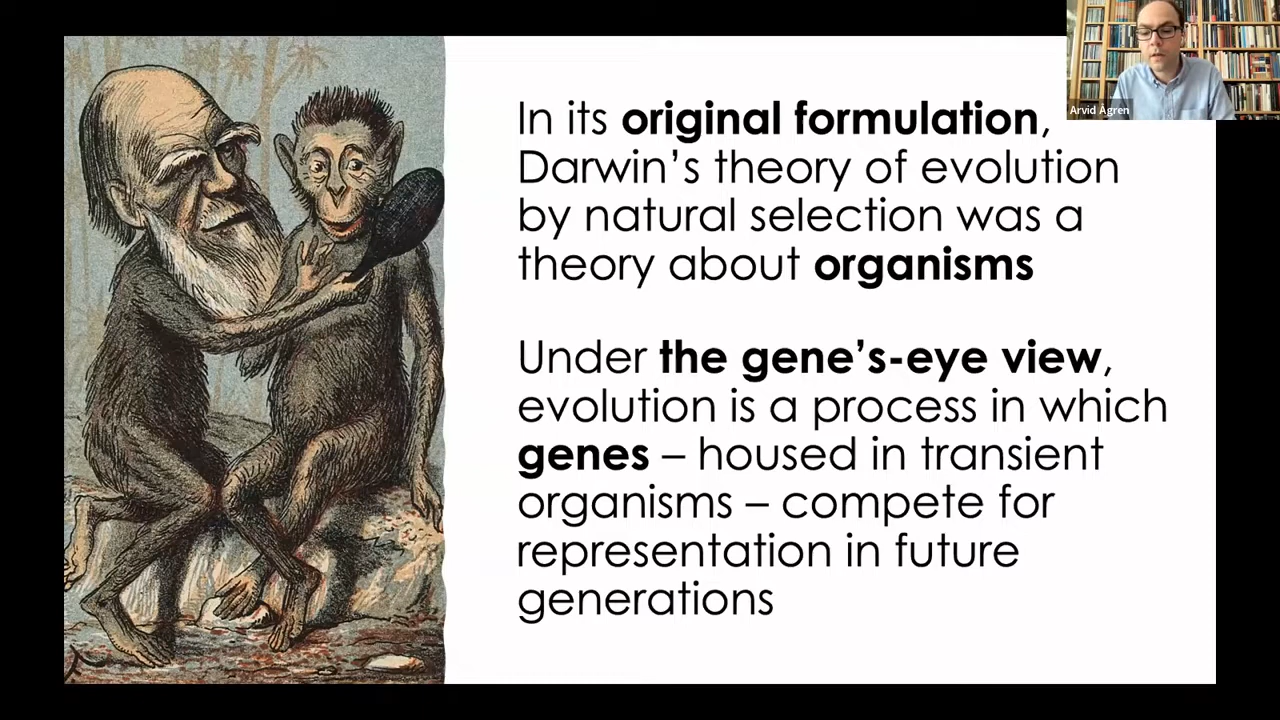 In its original formulation,
Darwin’s theory of evolution
by natural selection was a
theory about organisms
Under the gene’s-eye view,
evolution is a process in which
genes – housed in transient
organisms – compete for
representation in future
generations
Arvid Ågren